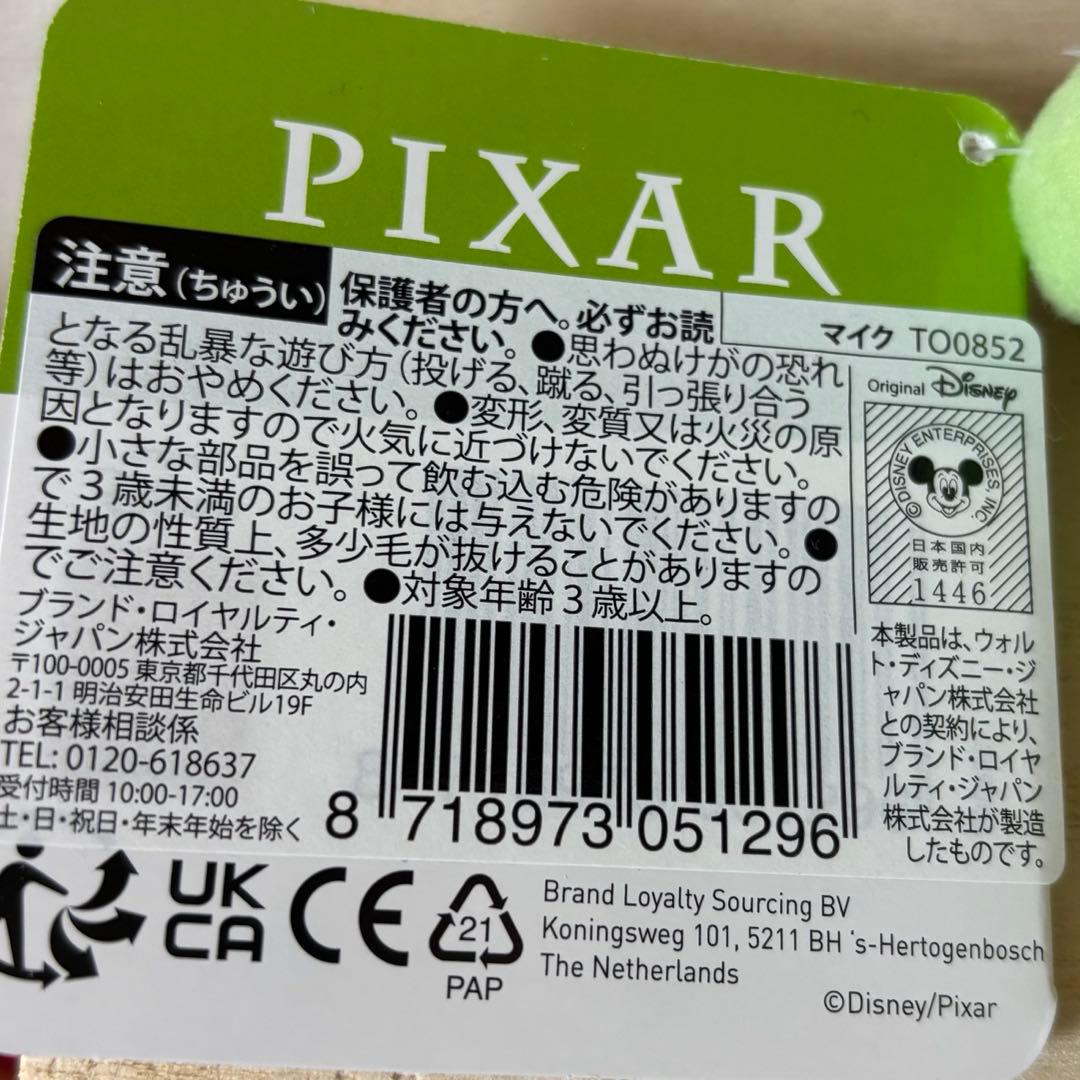 PIXAR
注意(ちゅうい)
保護者の方へ。必ずお読
みください。●思わぬけがの恐れ
となる乱暴な遊び方(投げる、蹴る、引っ張り合う
等)はおやめください。●変形、変質又は火災の原
因となりますので火気に近づけないでください。
●小さな部品を誤って飲む込む危険がありますの
で3歳未満のお子様には与えないでください。●
生地の性質上、多少毛が抜けることがありますの
でご注意ください。●対象年齢3歳以上。
マイク TO0852
Original Disney
©DISNEY ENTERPRISES INC.
日本国内
販売許可
1446
ブランド・ロイヤルティ・
ジャパン株式会社
〒100-0005 東京都千代田区丸の内
2-1-1 明治安田生命ビル19F
お客様相談係
TEL: 0120-618637
受付時間 10:00-17:00
土・日・祝日・年末年始を除く
8 718973 051296
本製品は、ウォル
ト・ディズニー・ジ
ャパン株式会社
との契約により、
ブランド・ロイヤ
ルティ・ジャパン
株式会社が製造
したものです。
UK
CA
CE
21
PAP
Brand Loyalty Sourcing BV
Koningsweg 101, 5211 BH 's-Hertogenbosch
The Netherlands
©Disney/Pixar